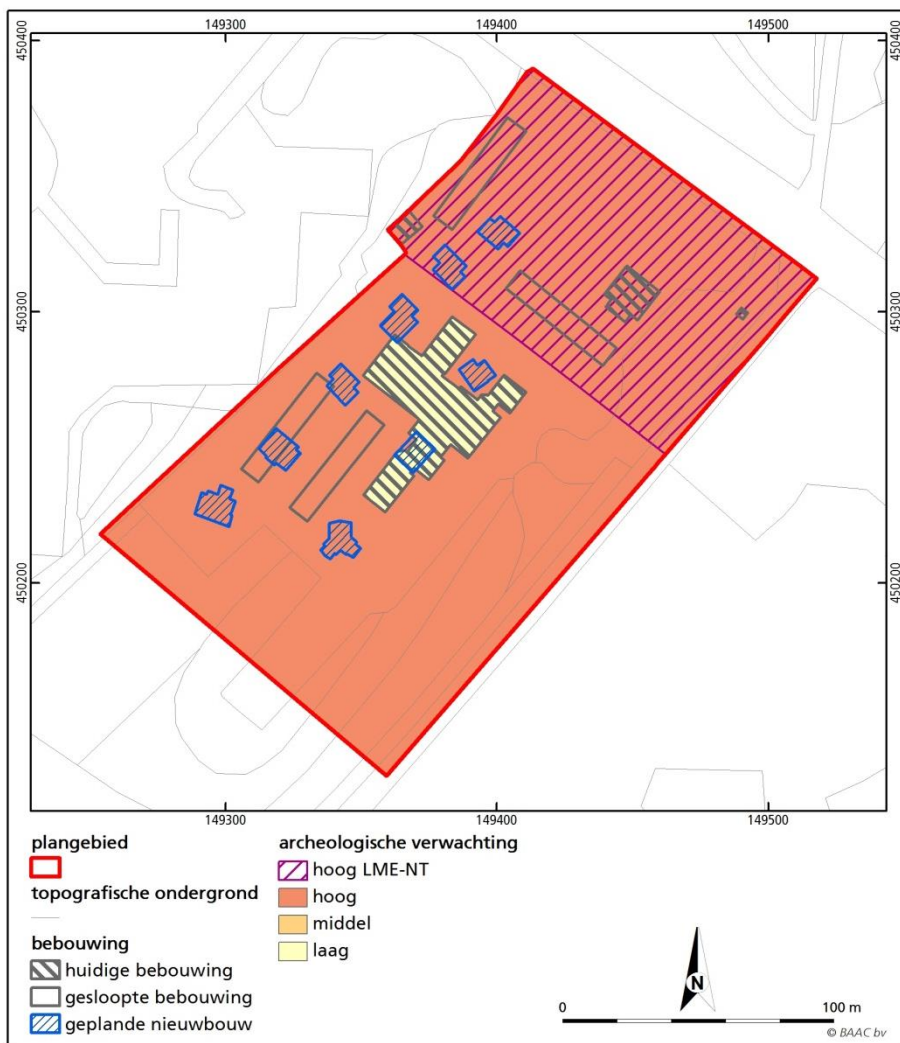 149300
149400
149500
450400
450400
450300
450300
450200
450200
149300
149400
149500
plangebied
topografische ondergrond
bebouwing
huidige bebouwing
gesloopte bebouwing
geplande nieuwbouw
archeologische verwachting
hoog LME-NT
hoog
middel
laag
N
0
100 m
© BAAC bv